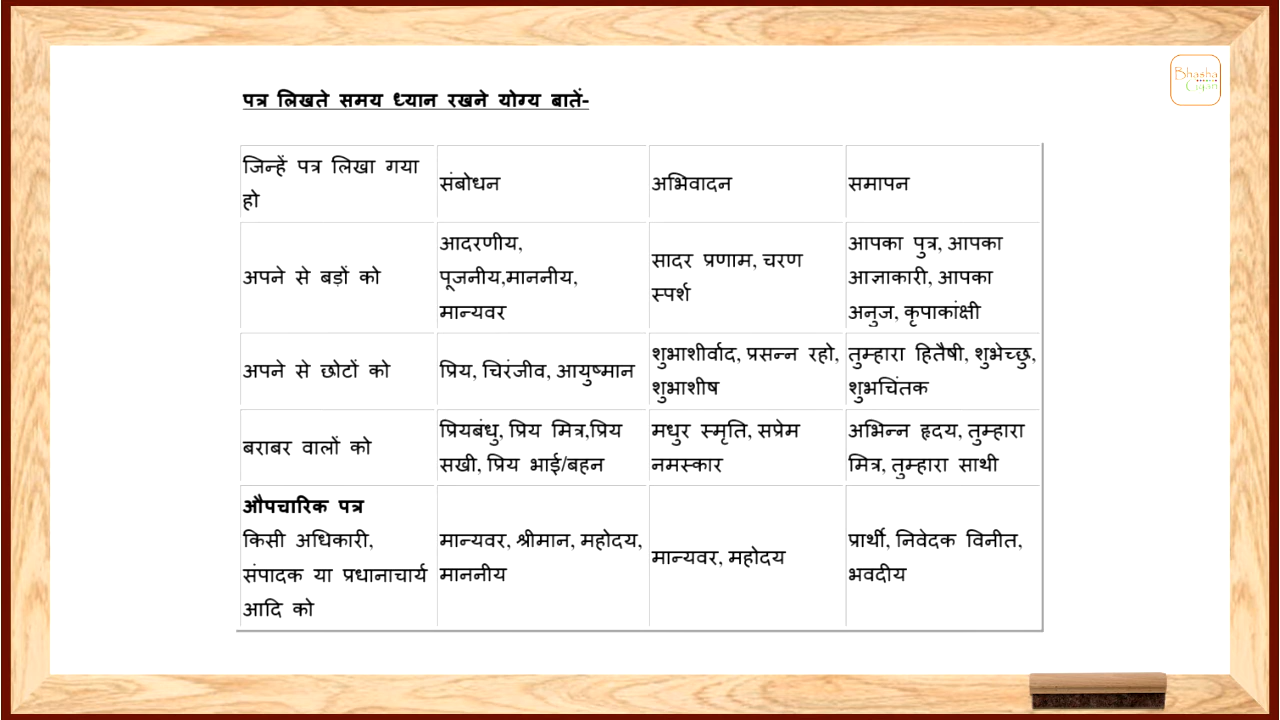 Bhasha
Gyan
पत्र लिखते समय ध्यान रखने योग्य बातें-
जिन्हें पत्र लिखा गया
हो
संबोधन
अभिवादन
समापन
अपने से बड़ों को
आदरणीय,
पूजनीय,माननीय,
मान्यवर
सादर प्रणाम, चरण
स्पर्श
आपका पुत्र, आपका
आज्ञाकारी, आपका
अनुज, कृपाकांक्षी
अपने से छोटों को
प्रिय, चिरंजीव, आयुष्मान
शुभाशीर्वाद, प्रसन्न रहो,
शुभाशीष
तुम्हारा हितैषी, शुभेच्छु,
शुभचिंतक
बराबर वालों को
प्रियबंधु, प्रिय मित्र,प्रिय
सखी, प्रिय भाई/बहन
मधुर स्मृति, सप्रेम
नमस्कार
अभिन्न हृदय, तुम्हारा
मित्र, तुम्हारा साथी
औपचारिक पत्र
किसी अधिकारी,
संपादक या प्रधानाचार्य
आदि को
मान्यवर, श्रीमान, महोदय,
माननीय
मान्यवर, महोदय
प्रार्थी, निवेदक विनीत,
भवदीय